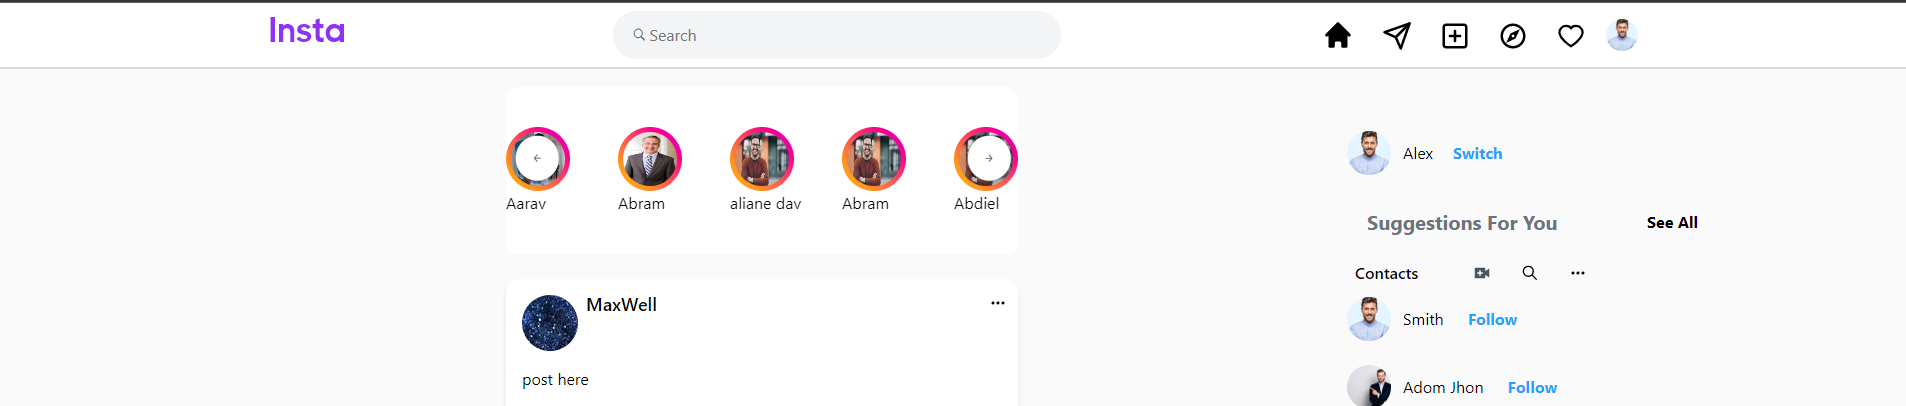 Insta
Search
Aarav
Abram
aliane dav
Abram
Abdiel
MaxWell
post here
Alex Switch
Suggestions For You See All
Contacts
Smith Follow
Adom Jhon Follow